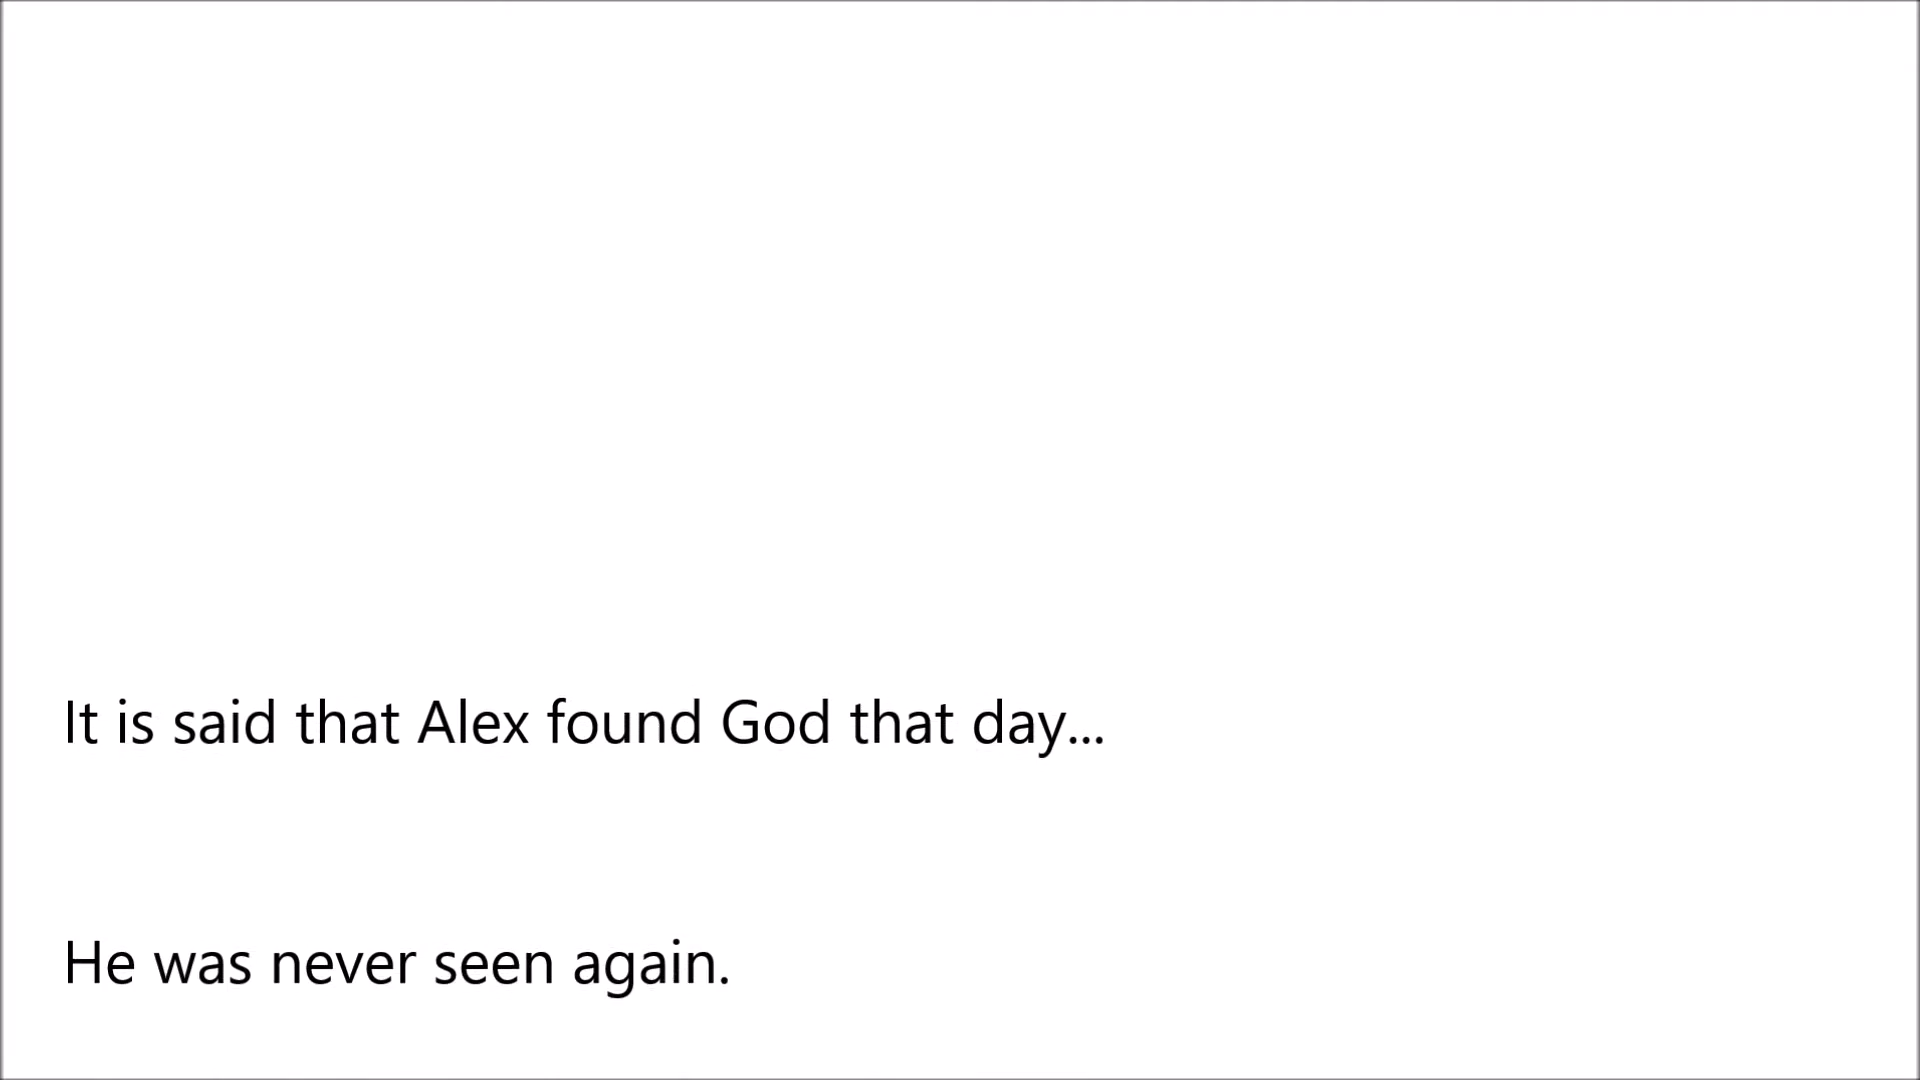 It is said that Alex found God that day...
He was never seen again.